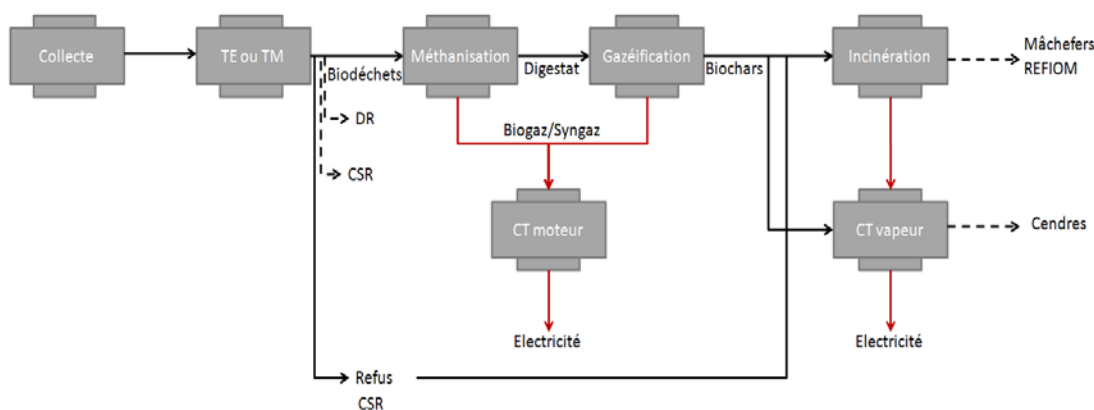 Collecte
TE ou TM
Biodéchets
Méthanisation
Digestat
Gazéification
Biochars
Incinération
Mâchefers
REFIOM
DR
CSR
Biogaz/Syngaz
CT moteur
CT vapeur
Cendres
Electricité
Electricité
Refus
CSR